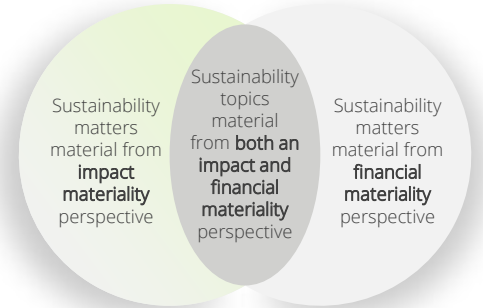 Sustainability
matters
material from
impact
materiality
perspective
Sustainability
topics
material
from both an
impact and
financial
materiality
perspective
Sustainability
matters
material from
financial
materiality
perspective